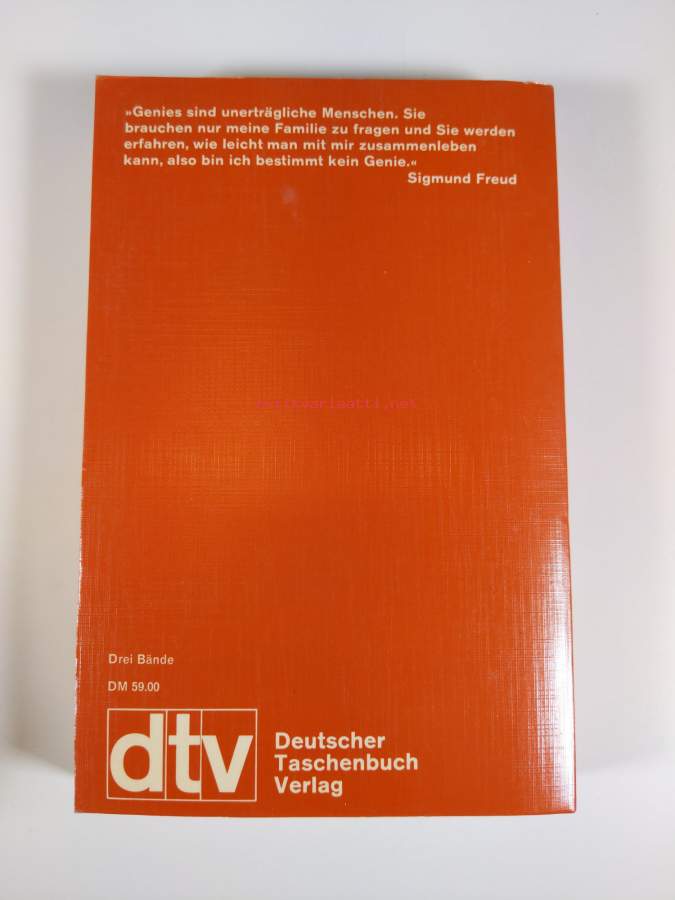 »Genies sind unerträgliche Menschen. Sie
brauchen nur meine Familie zu fragen und Sie werden
erfahren, wie leicht man mit mir zusammenleben
kann, also bin ich bestimmt kein Genie.«
Sigmund Freud
antikvariaatti.net
Drei Bände
DM 59.00
dtv
Deutscher
Taschenbuch
Verlag